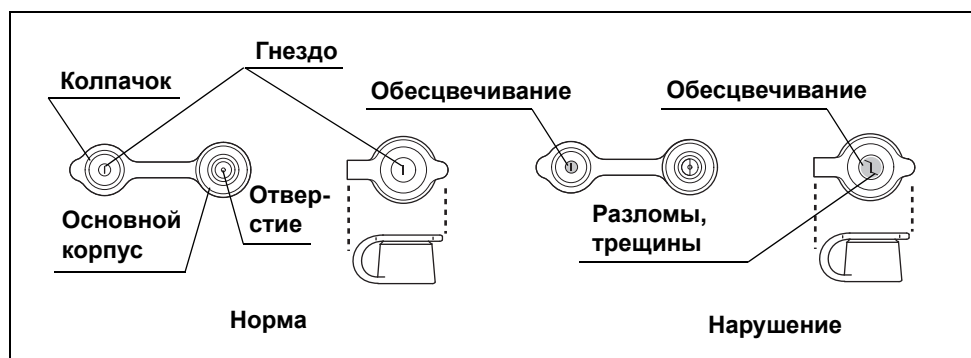 Гнездо
Колпачок
Обесцвечивание
Обесцвечивание
Основной
корпус
Отвер-
стие
Разломы,
трещины
Норма
Нарушение